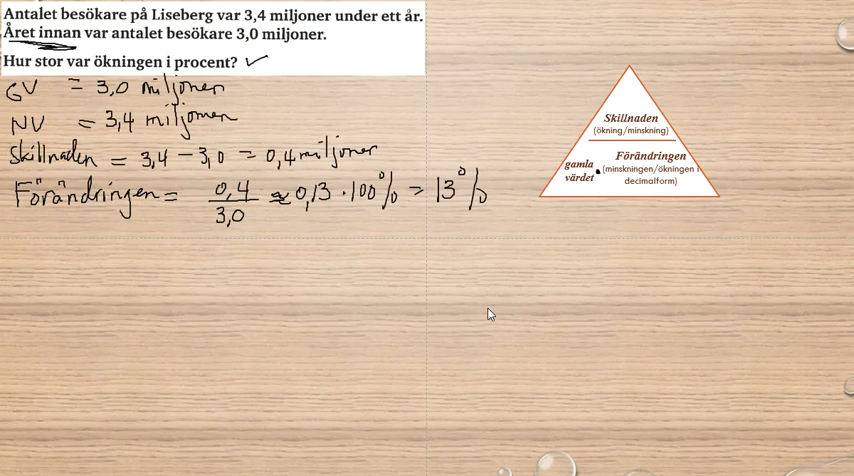 Antalet besökare på Liseberg var 3,4 miljoner under ett år.
Året innan var antalet besökare 3,0 miljoner.
Hur stor var ökningen i procent? ✓
GV = 3,0 miljoner
NV = 3,4 miljoner
Skillnaden = 3,4 − 3,0 = 0,4 miljoner
Förändringen = 0,4 / 3,0 ≈ 0,13 · 100% = 13%
Skillnaden
(ökning/minskning)
gamla
värdet
Förändringen
(minskningen/ökningen i
decimalform)